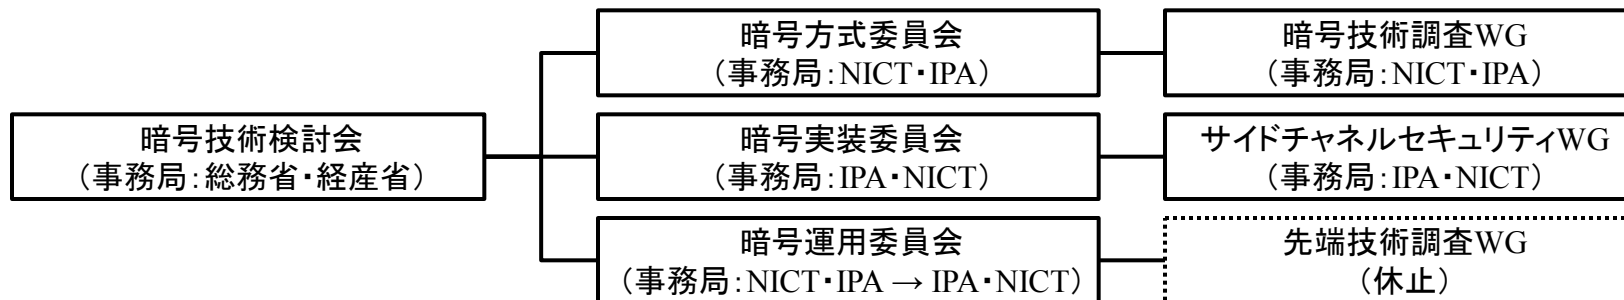 暗号方式委員会
（事務局：NICT・IPA）
暗号技術調査WG
（事務局：NICT・IPA）
暗号技術検討会
（事務局：総務省・経産省）
暗号実装委員会
（事務局：IPA・NICT）
サイドチャネルセキュリティWG
（事務局：IPA・NICT）
暗号運用委員会
（事務局：NICT・IPA → IPA・NICT）
先端技術調査WG
（休止）